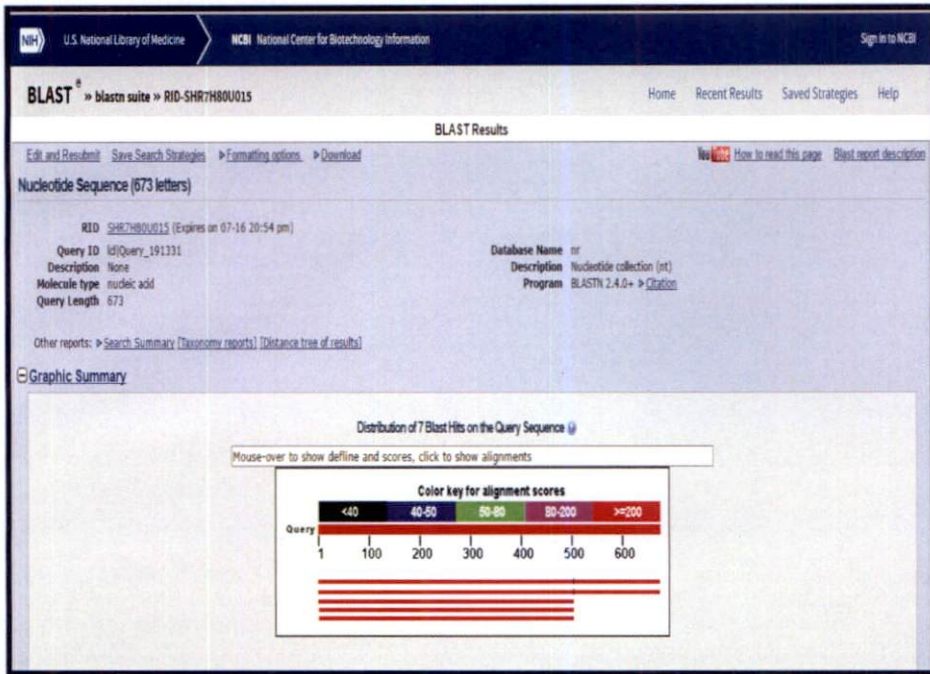 NIH U.S. National Library of Medicine NCBI National Center for Biotechnology Information Sign in to NCBI
BLAST ® » blastn suite » RID-SHR7H80U015 Home Recent Results Saved Strategies Help
BLAST Results
Edit and Resubmit Save Search Strategies ▶Formatting options ▶Download YouTube How to read this page Blast report description
Nucleotide Sequence (673 letters)
RID SHR7H80U015 (Expires on 07-16 20:54 pm)
Query ID lcl|Query_191331
Description None
Molecule type nucleic acid
Query Length 673
Database Name nr
Description Nucleotide collection (nt)
Program BLASTN 2.4.0+ ▶Citation
Other reports: ▶Search Summary [Taxonomy reports] [Distance tree of results]
Graphic Summary
Distribution of 7 Blast Hits on the Query Sequence
Mouse-over to show defline and scores, click to show alignments
Color key for alignment scores
<40 40-50 50-80 80-200 >=200
Query
1 100 200 300 400 500 600